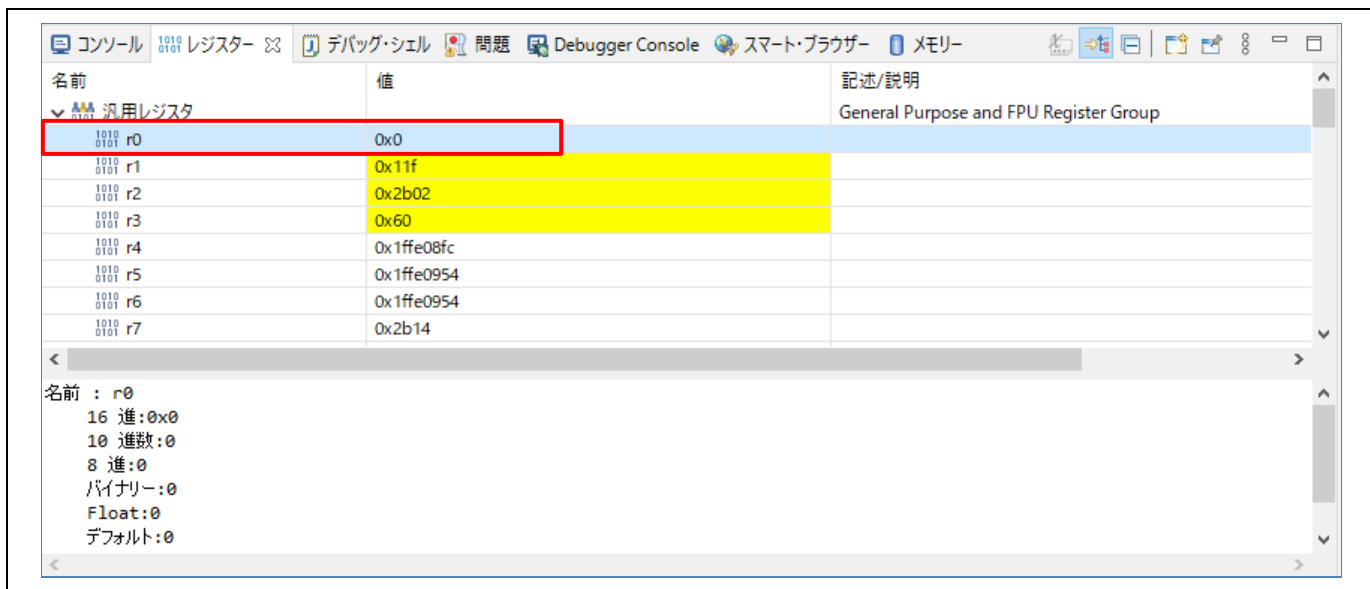 コンソール レジスター デバッグ・シェル 問題 Debugger Console スマート・ブラウザー メモリー
名前 値 記述/説明
汎用レジスタ General Purpose and FPU Register Group
r0 0x0
r1 0x11f
r2 0x2b02
r3 0x60
r4 0x1ffe08fc
r5 0x1ffe0954
r6 0x1ffe0954
r7 0x2b14
名前 : r0
16 進:0x0
10 進数:0
8 進:0
バイナリー:0
Float:0
デフォルト:0